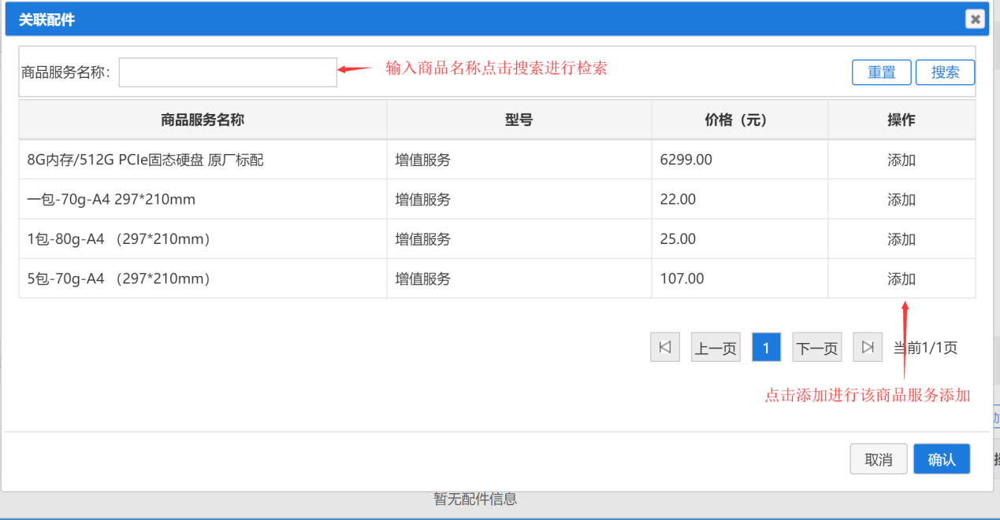 关联配件
商品服务名称:
输入商品名称点击搜索进行检索
重置 搜索
商品服务名称 型号 价格（元） 操作
8G内存/512G PCIe固态硬盘 原厂标配 增值服务 6299.00 添加
一包-70g-A4 297*210mm 增值服务 22.00 添加
1包-80g-A4 （297*210mm） 增值服务 25.00 添加
5包-70g-A4 （297*210mm） 增值服务 107.00 添加
上一页 1 下一页 当前1/1页
点击添加进行该商品服务添加
取消 确认
暂无配件信息